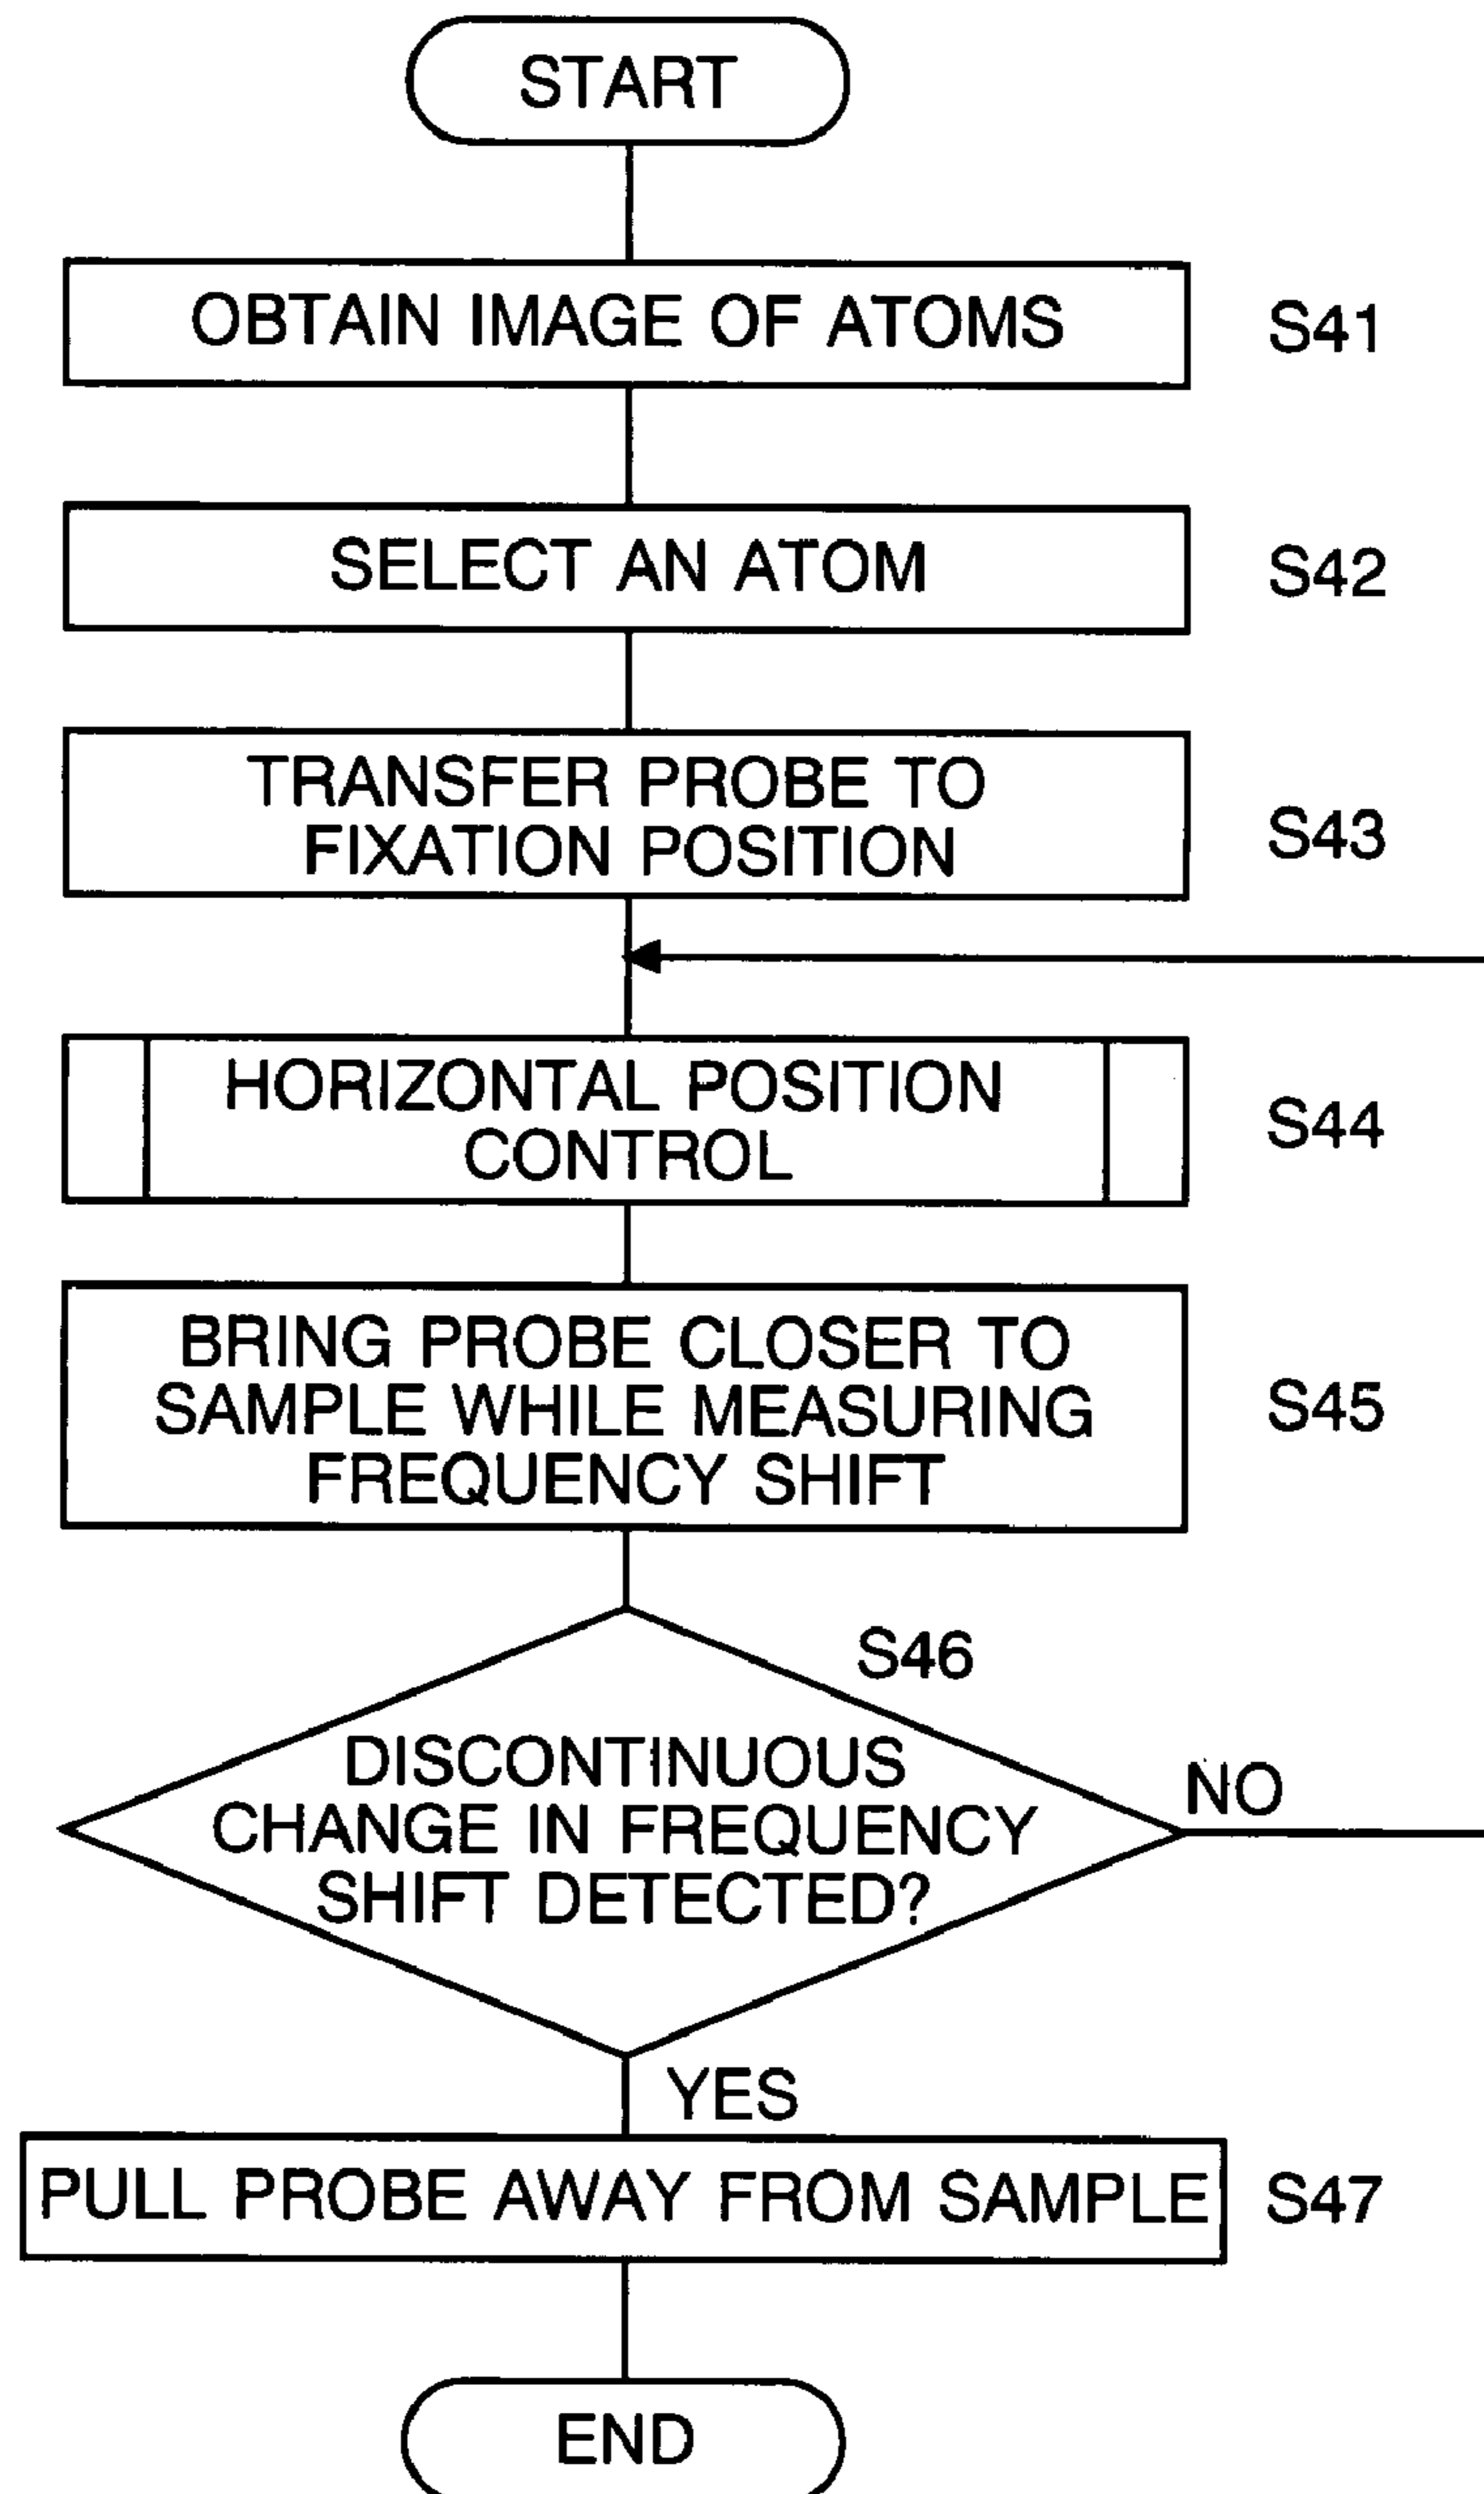 START
OBTAIN IMAGE OF ATOMS
S41
SELECT AN ATOM
S42
TRANSFER PROBE TO
FIXATION POSITION
S43
HORIZONTAL POSITION
CONTROL
S44
BRING PROBE CLOSER TO
SAMPLE WHILE MEASURING
FREQUENCY SHIFT
S45
S46
DISCONTINUOUS
CHANGE IN FREQUENCY
SHIFT DETECTED?
NO
YES
PULL PROBE AWAY FROM SAMPLE
S47
END